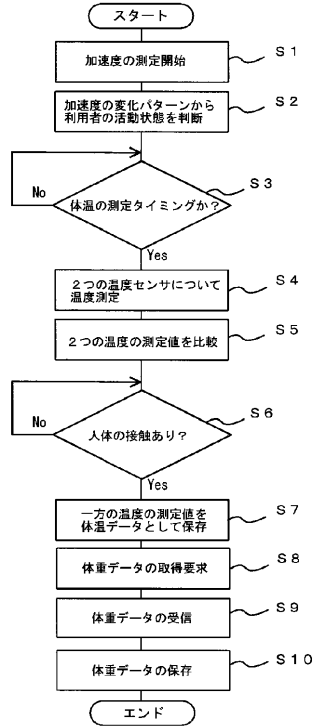 スタート
加速度の測定開始
S1
加速度の変化パターンから
利用者の活動状態を判断
S2
体温の測定タイミングか?
S3
No
Yes
2つの温度センサについて
温度測定
S4
2つの温度の測定値を比較
S5
人体の接触あり?
S6
No
Yes
一方の温度の測定値を
体温データとして保存
S7
体重データの取得要求
S8
体重データの受信
S9
体重データの保存
S10
エンド